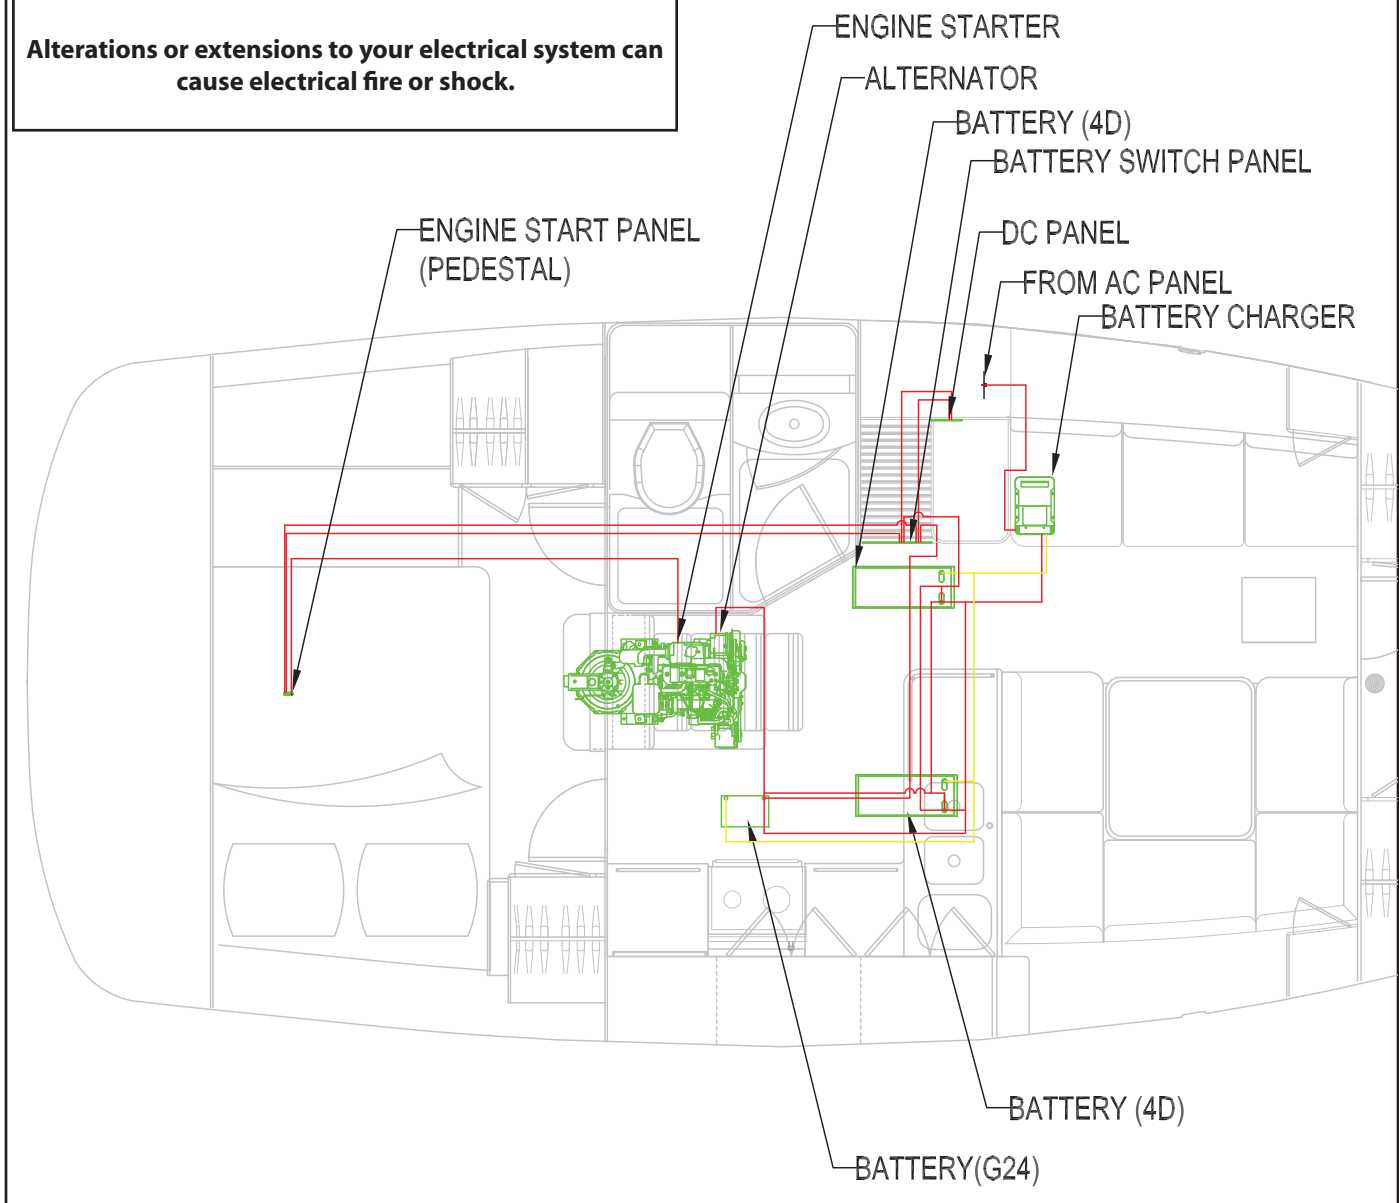 Alterations or extensions to your electrical system can
cause electrical fire or shock.
ENGINE STARTER
ALTERNATOR
BATTERY (4D)
BATTERY SWITCH PANEL
ENGINE START PANEL
(PEDESTAL)
DC PANEL
FROM AC PANEL
BATTERY CHARGER
BATTERY (4D)
BATTERY(G24)